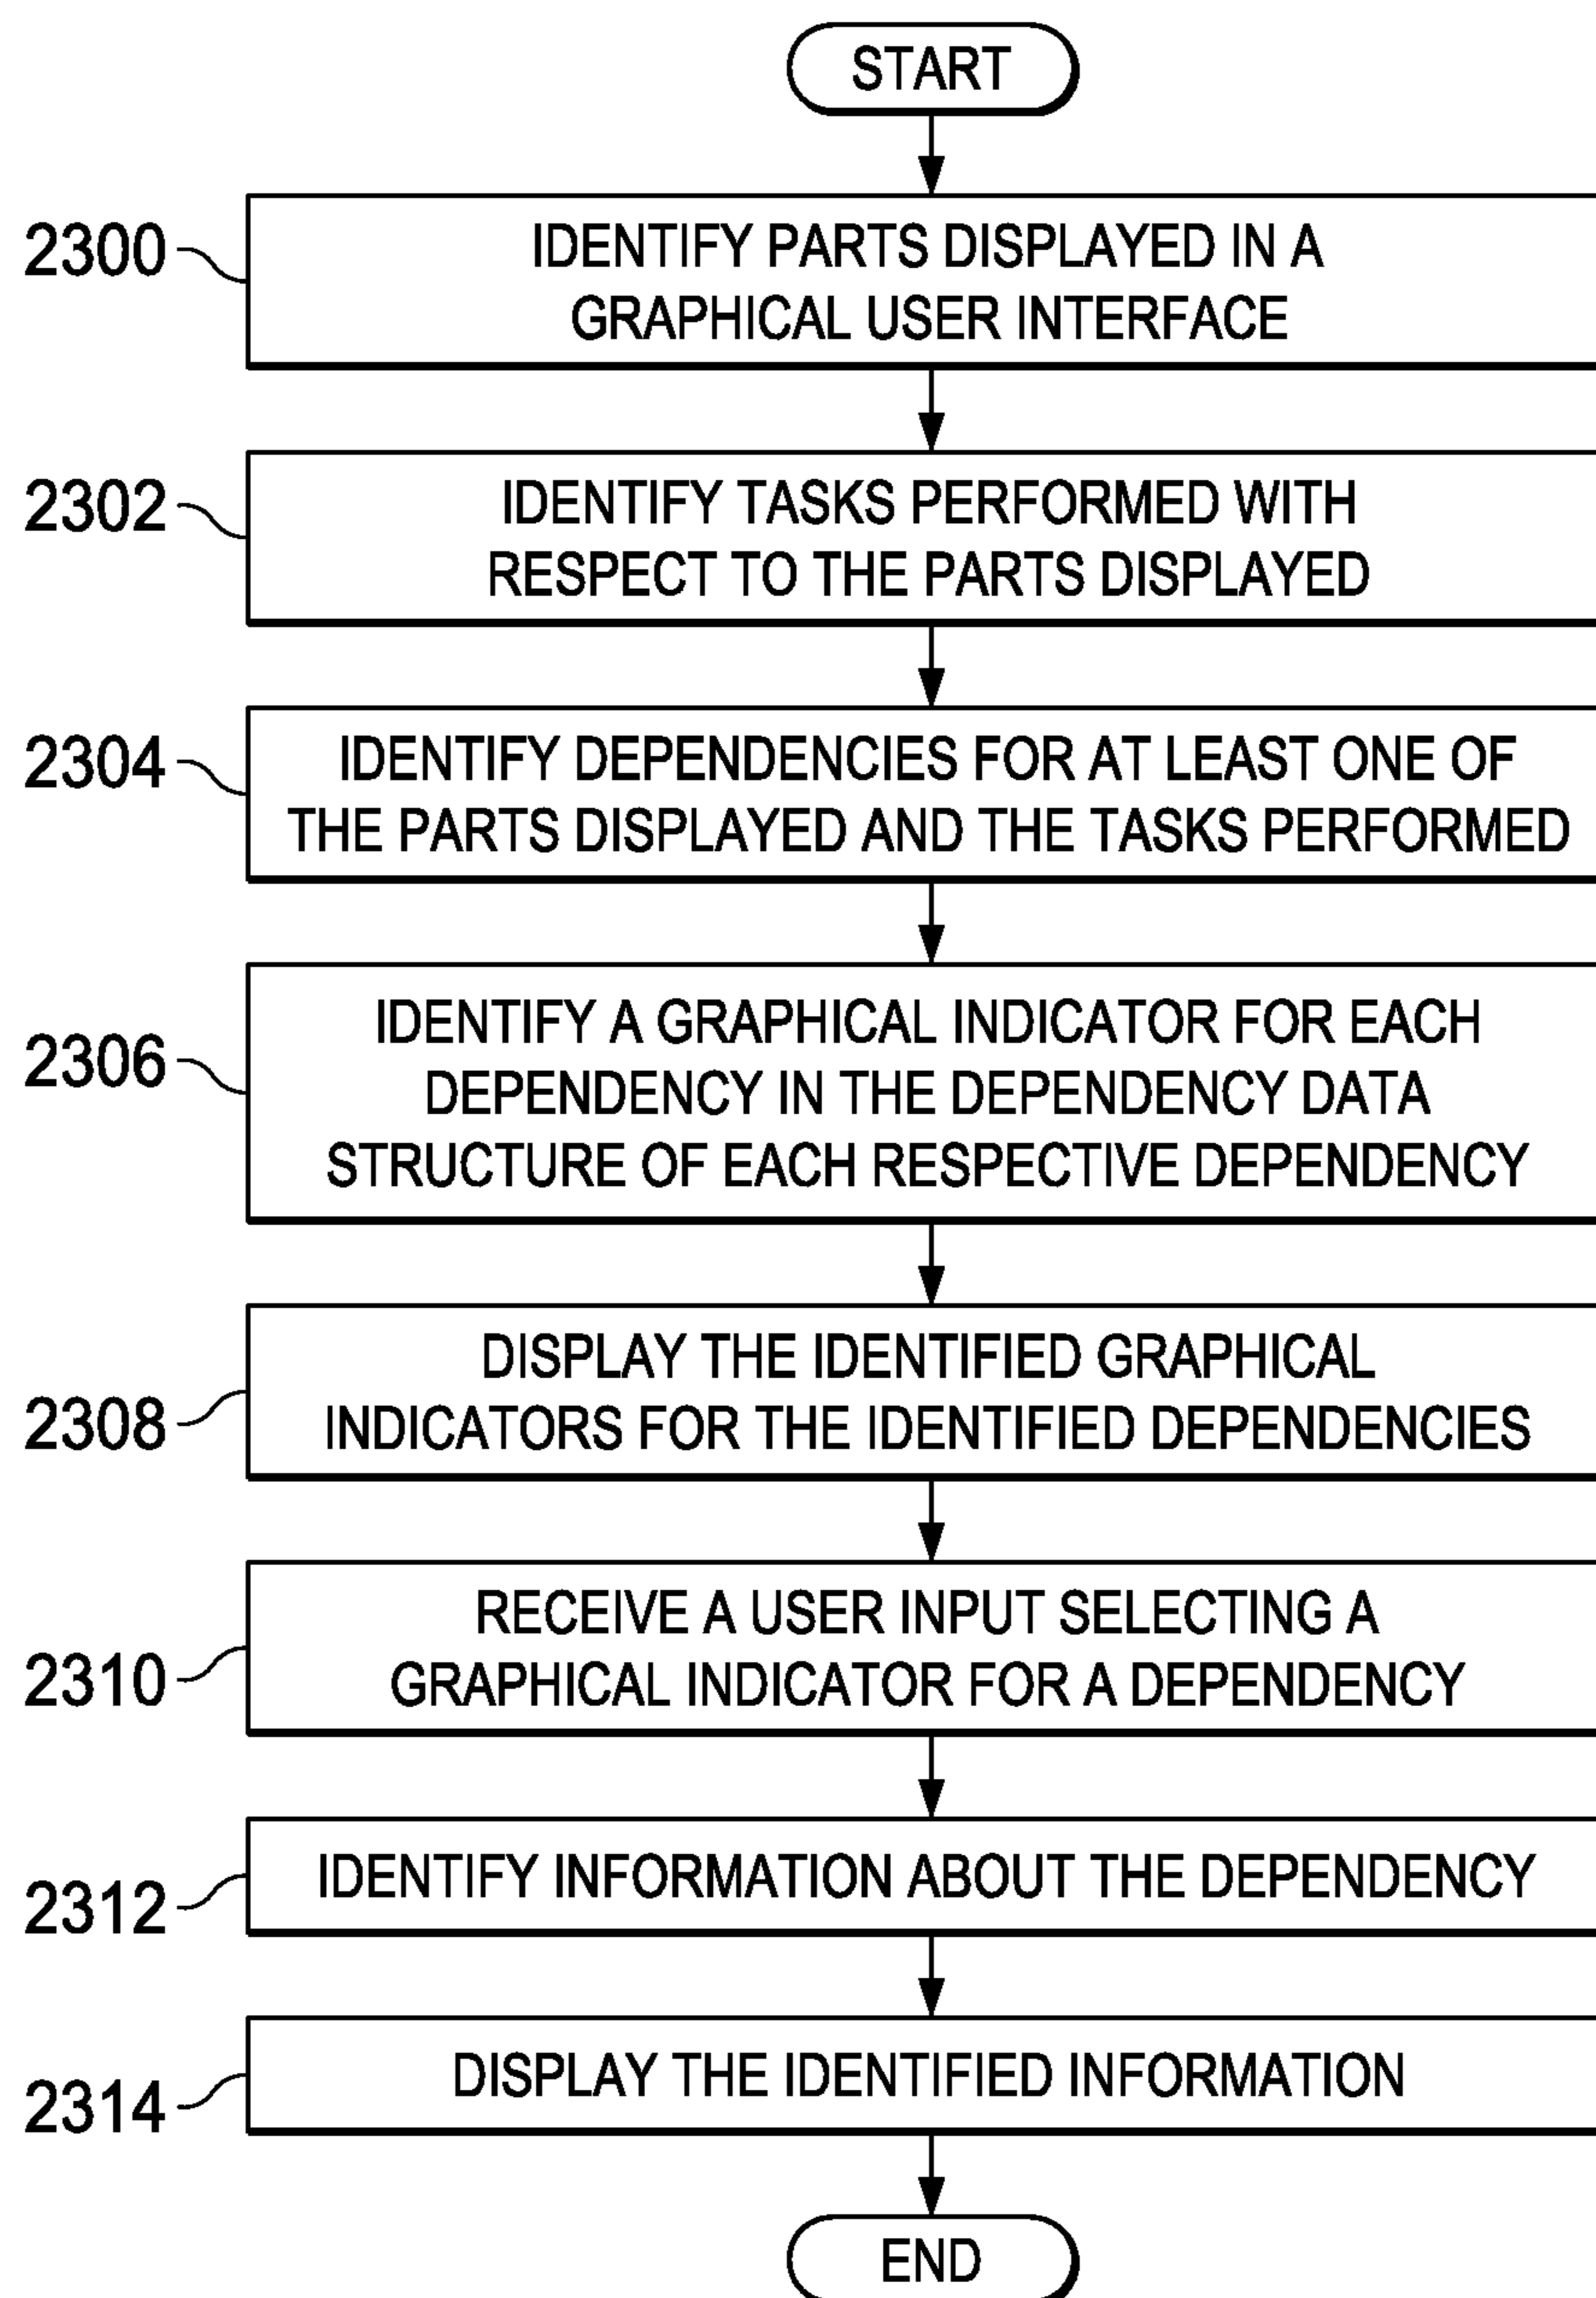 START
2300
IDENTIFY PARTS DISPLAYED IN A
GRAPHICAL USER INTERFACE
2302
IDENTIFY TASKS PERFORMED WITH
RESPECT TO THE PARTS DISPLAYED
2304
IDENTIFY DEPENDENCIES FOR AT LEAST ONE OF
THE PARTS DISPLAYED AND THE TASKS PERFORMED
2306
IDENTIFY A GRAPHICAL INDICATOR FOR EACH
DEPENDENCY IN THE DEPENDENCY DATA
STRUCTURE OF EACH RESPECTIVE DEPENDENCY
2308
DISPLAY THE IDENTIFIED GRAPHICAL
INDICATORS FOR THE IDENTIFIED DEPENDENCIES
2310
RECEIVE A USER INPUT SELECTING A
GRAPHICAL INDICATOR FOR A DEPENDENCY
2312
IDENTIFY INFORMATION ABOUT THE DEPENDENCY
2314
DISPLAY THE IDENTIFIED INFORMATION
END